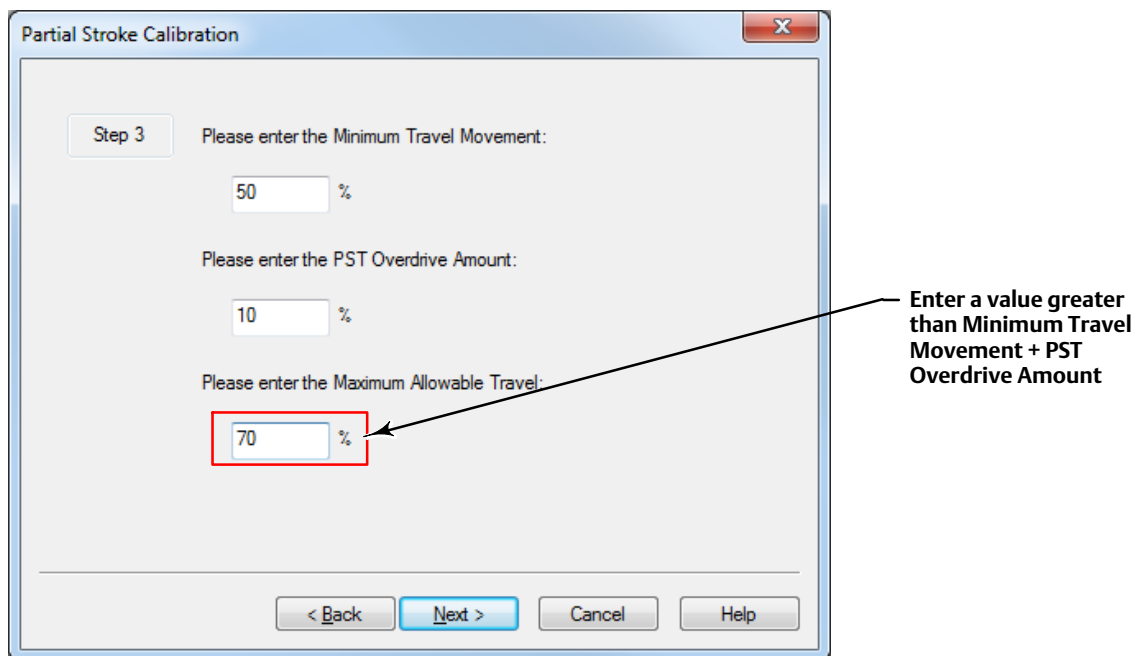 Partial Stroke Calibration
Step 3
Please enter the Minimum Travel Movement:
50 %
Please enter the PST Overdrive Amount:
10 %
Please enter the Maximum Allowable Travel:
70 %
Enter a value greater
than Minimum Travel
Movement + PST
Overdrive Amount
< Back
Next >
Cancel
Help